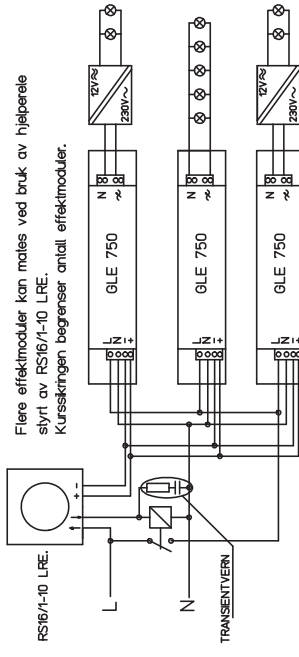 Flere effektmoduler kan mates ved bruk av hjelperele
styrt av RS16/1-10 LRE.
Kurssikringen begrenser antall effektmoduler.
RS16/1-10 LRE.
+ -
L
N
TRANSIENTVERN
L
N
-
+
GLE 750
N
12V
230V~
L
N
-
+
GLE 750
N
L
N
-
+
GLE 750
N
12V
230V~